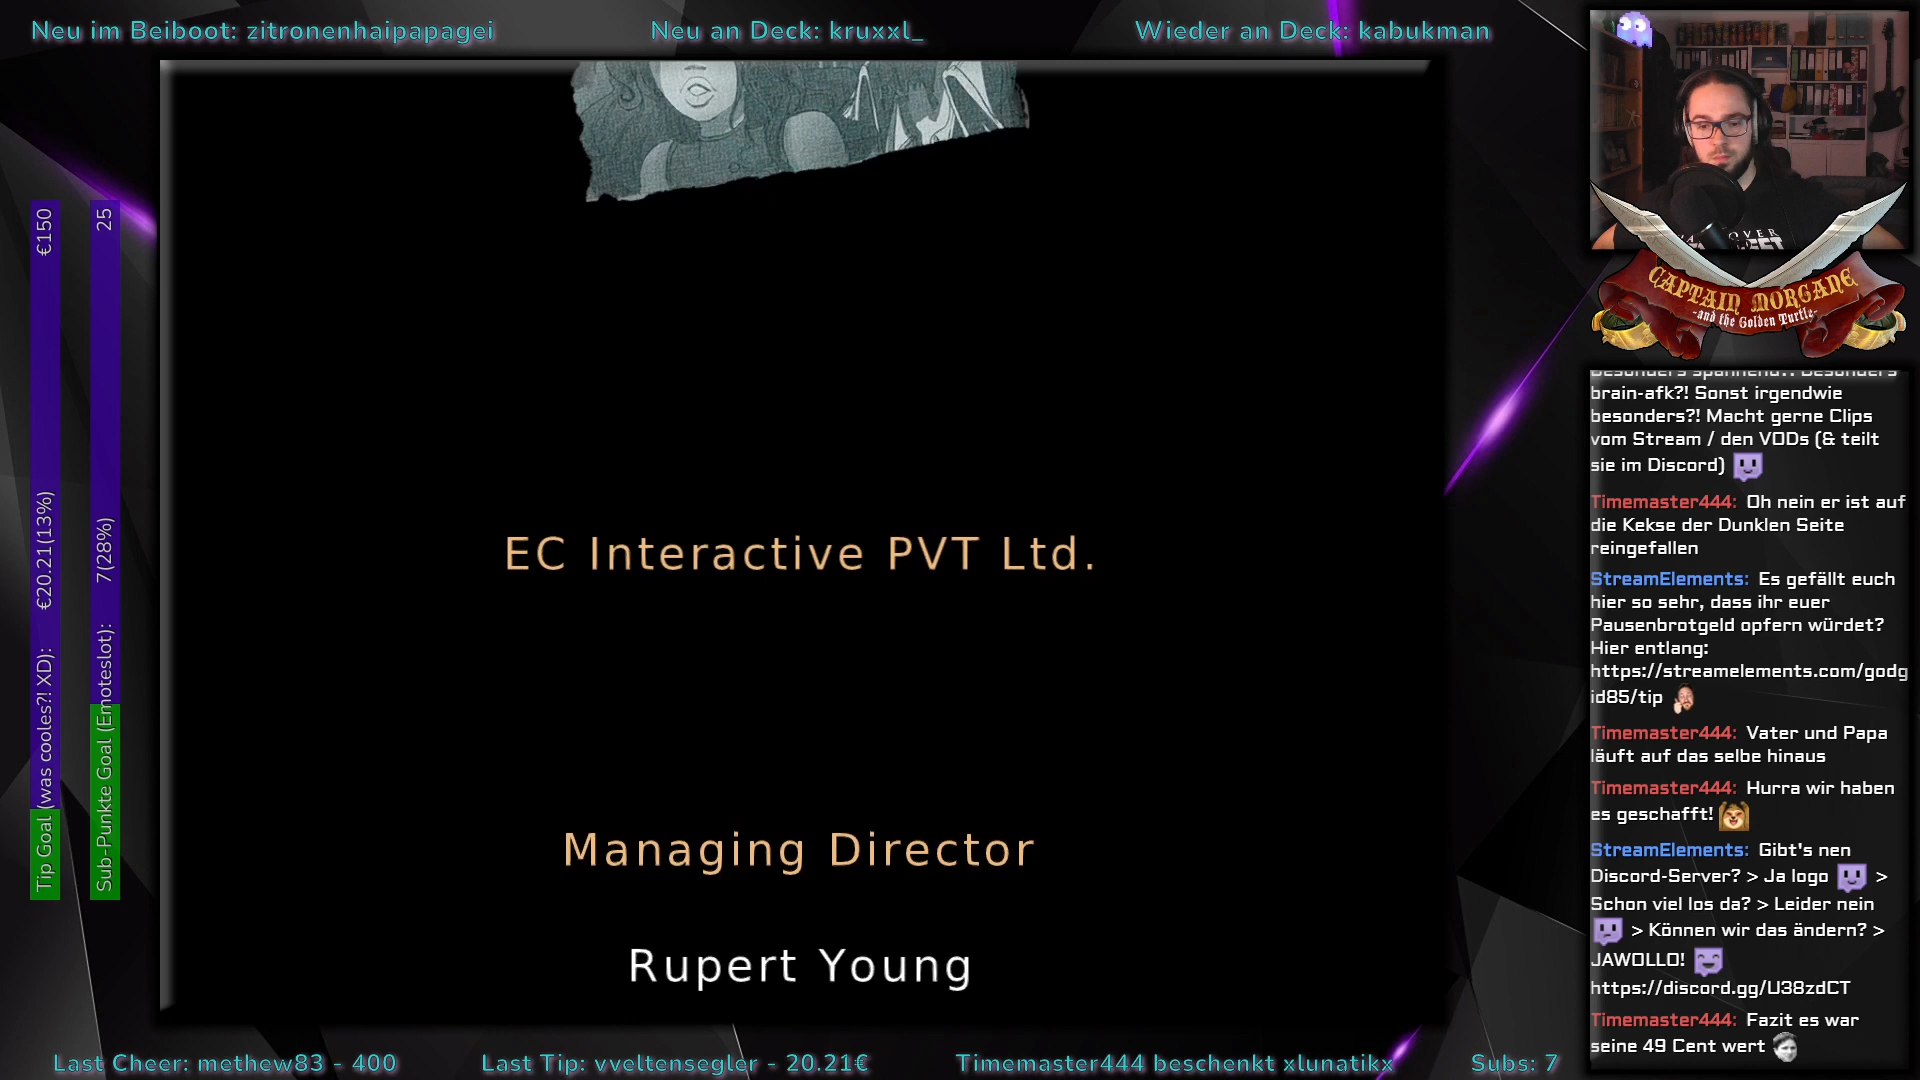 Neu im Beiboot: zitronenhaipapagei
Neu an Deck: kruxxl_
Wieder an Deck: kabukman
€150
25
€20.21(13%)
7(28%)
Tip Goal (was cooles?! XD):
Sub-Punkte Goal (Emoteslot):
EC Interactive PVT Ltd.
Managing Director
Rupert Young
CAPTAIN MORGANE
-and the Golden Turtle-
Besonders spannend?! Besonders
brain-afk?! Sonst irgendwie
besonders?! Macht gerne Clips
vom Stream / den VODs (& teilt
sie im Discord)
Timemaster444: Oh nein er ist auf
die Kekse der Dunklen Seite
reingefallen
StreamElements: Es gefällt euch
hier so sehr, dass ihr euer
Pausenbrotgeld opfern würdet?
Hier entlang:
https://streamelements.com/godg
id85/tip
Timemaster444: Vater und Papa
läuft auf das selbe hinaus
Timemaster444: Hurra wir haben
es geschafft!
StreamElements: Gibt's nen
Discord-Server? > Ja logo >
Schon viel los da? > Leider nein
> Können wir das ändern? >
JAWOLLO!
https://discord.gg/U38zdCT
Timemaster444: Fazit es war
seine 49 Cent wert
Last Cheer: methew83 - 400
Last Tip: vveltensegler - 20.21€
Timemaster444 beschenkt xlunatikx
Subs: 7